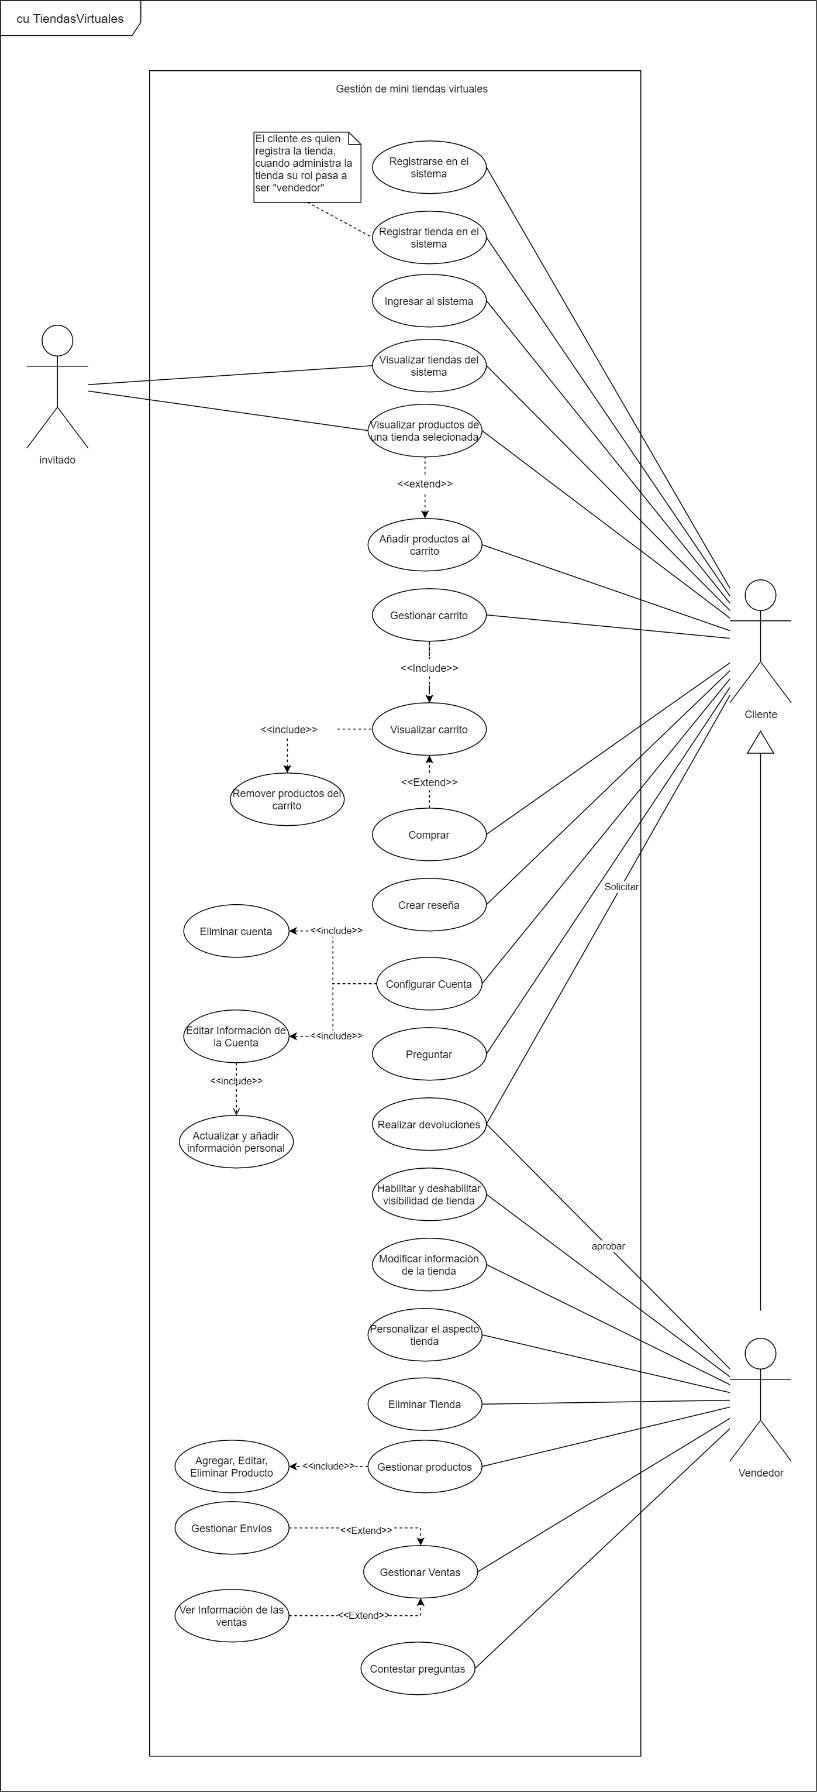 cu TiendasVirtuales
Gestión de mini tiendas virtuales
El cliente es quien
registra la tienda,
cuando administra la
tienda su rol pasa a
ser "vendedor"
Registrarse en el
sistema
Registrar tienda en el
sistema
Ingresar al sistema
Visualizar tiendas del
sistema
Visualizar productos de
una tienda selecionada
invitado
<<extend>>
Añadir productos al
carrito
Gestionar carrito
<<Include>>
Cliente
<<include>>
Visualizar carrito
<<Extend>>
Remover productos del
carrito
Comprar
Solicitar
Crear reseña
Eliminar cuenta
<<include>>
Configurar Cuenta
Editar Información de
la Cuenta
<<include>>
Preguntar
<<include>>
Realizar devoluciones
Actualizar y añadir
información personal
Habilitar y deshabilitar
visibilidad de tienda
aprobar
Modificar información
de la tienda
Personalizar el aspecto
tienda
Eliminar Tienda
Agregar, Editar,
Eliminar Producto
<<include>>
Gestionar productos
Vendedor
Gestionar Envíos
<<Extend>>
Gestionar Ventas
Ver Información de las
ventas
<<Extend>>
Contestar preguntas